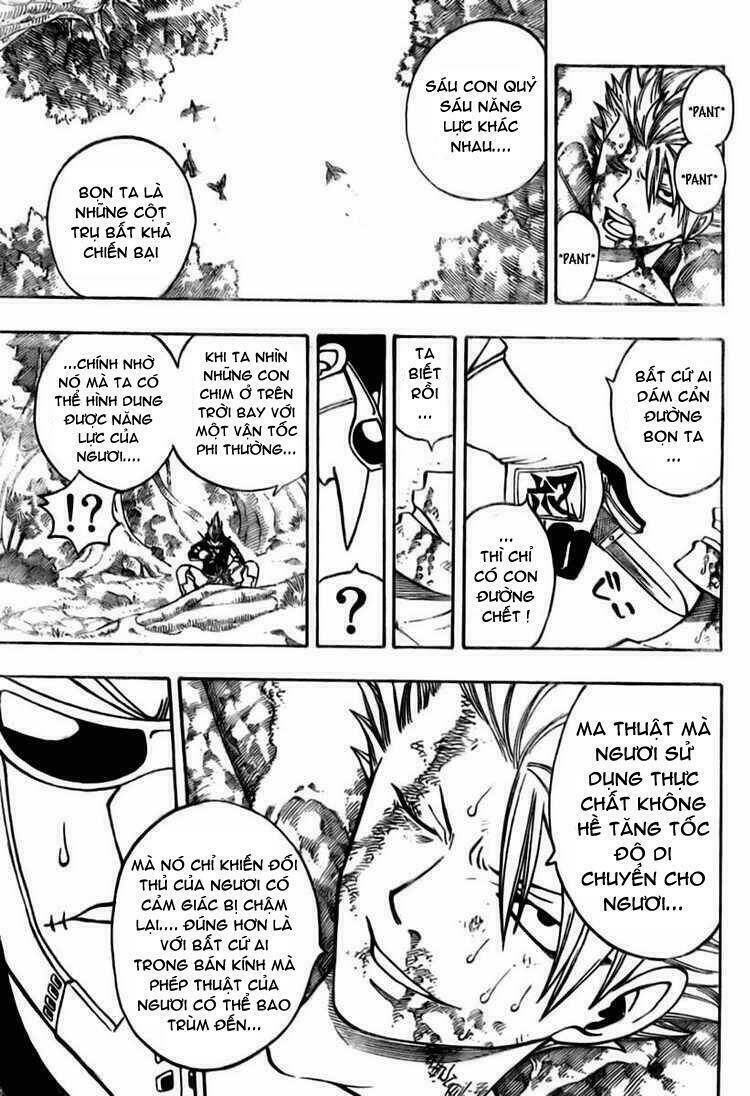 *PANT*
*PANT*
*PANT*
SÁU CON QUỶ
SÁU NĂNG
LỰC KHÁC
NHAU....
BỌN TA LÀ
NHỮNG CỘT
TRỤ BẤT KHẢ
CHIẾN BẠI
BẤT CỨ AI
DÁM CẢN
ĐƯỜNG
BỌN TA
...
...
THÌ CHỈ
CÓ CON
ĐƯỜNG
CHẾT !
ぐい
TA
BIẾT
RỒI
...
?
KHI TA NHÌN
NHỮNG CON
CHIM Ở TRÊN
TRỜI BAY VỚI
MỘT VẬN TỐC
PHI THƯỜNG...
...CHÍNH NHỜ
NÓ MÀ TA CÓ
THỂ HÌNH DUNG
ĐƯỢC NĂNG
LỰC CỦA
NGƯƠI....
!?
MA THUẬT MÀ
NGƯƠI SỬ
DỤNG THỰC
CHẤT KHÔNG
HỀ TĂNG TỐC
ĐỘ DI
CHUYỂN CHO
NGƯƠI...
MÀ NÓ CHỈ KHIẾN ĐỐI
THỦ CỦA NGƯƠI CÓ
CẢM GIÁC BỊ CHẬM
LẠI.... ĐÚNG HƠN LÀ
VỚI BẤT CỨ AI
TRONG BÁN KÍNH MÀ
PHÉP THUẬT CỦA
NGƯƠI CÓ THỂ BAO
TRÙM ĐẾN...